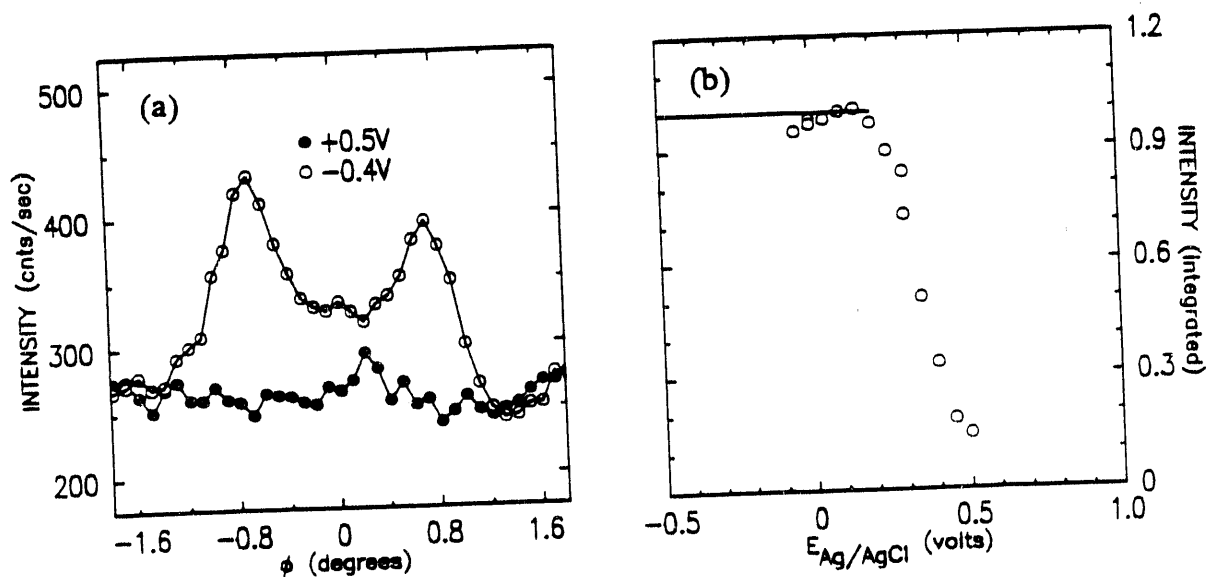 (a)
● +0.5V
○ −0.4V
500
400
300
200
INTENSITY (cnts/sec)
−1.6 −0.8 0 0.8 1.6
ϕ (degrees)
(b)
1.2
0.9
0.6
0.3
0
INTENSITY (integrated)
−0.5 0 0.5 1.0
E_Ag/AgCl (volts)